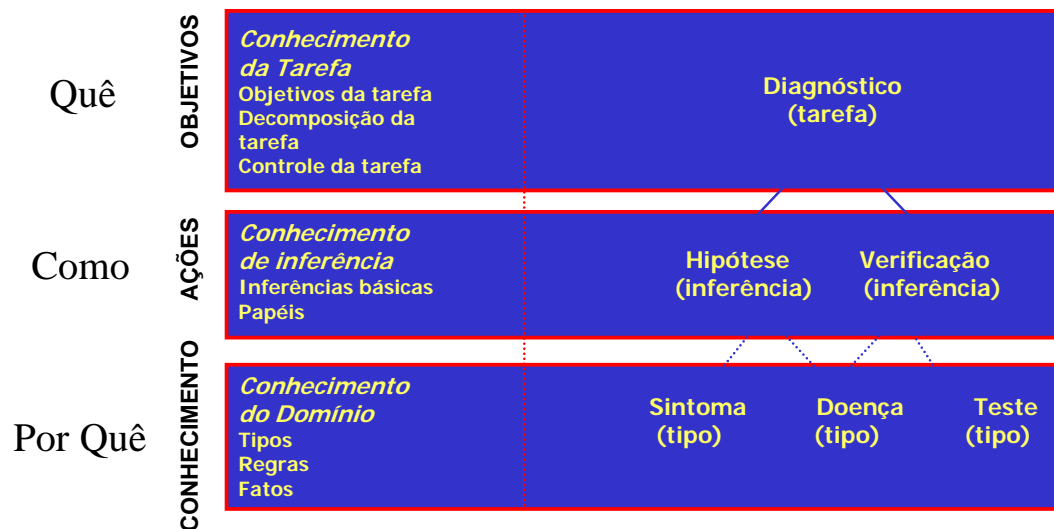 Quê
OBJETIVOS
Conhecimento
da Tarefa
Objetivos da tarefa
Decomposição da
tarefa
Controle da tarefa
Diagnóstico
(tarefa)
Como
AÇÕES
Conhecimento
de inferência
Inferências básicas
Papéis
Hipótese
(inferência)
Verificação
(inferência)
Por Quê
CONHECIMENTO
Conhecimento
do Domínio
Tipos
Regras
Fatos
Sintoma
(tipo)
Doença
(tipo)
Teste
(tipo)